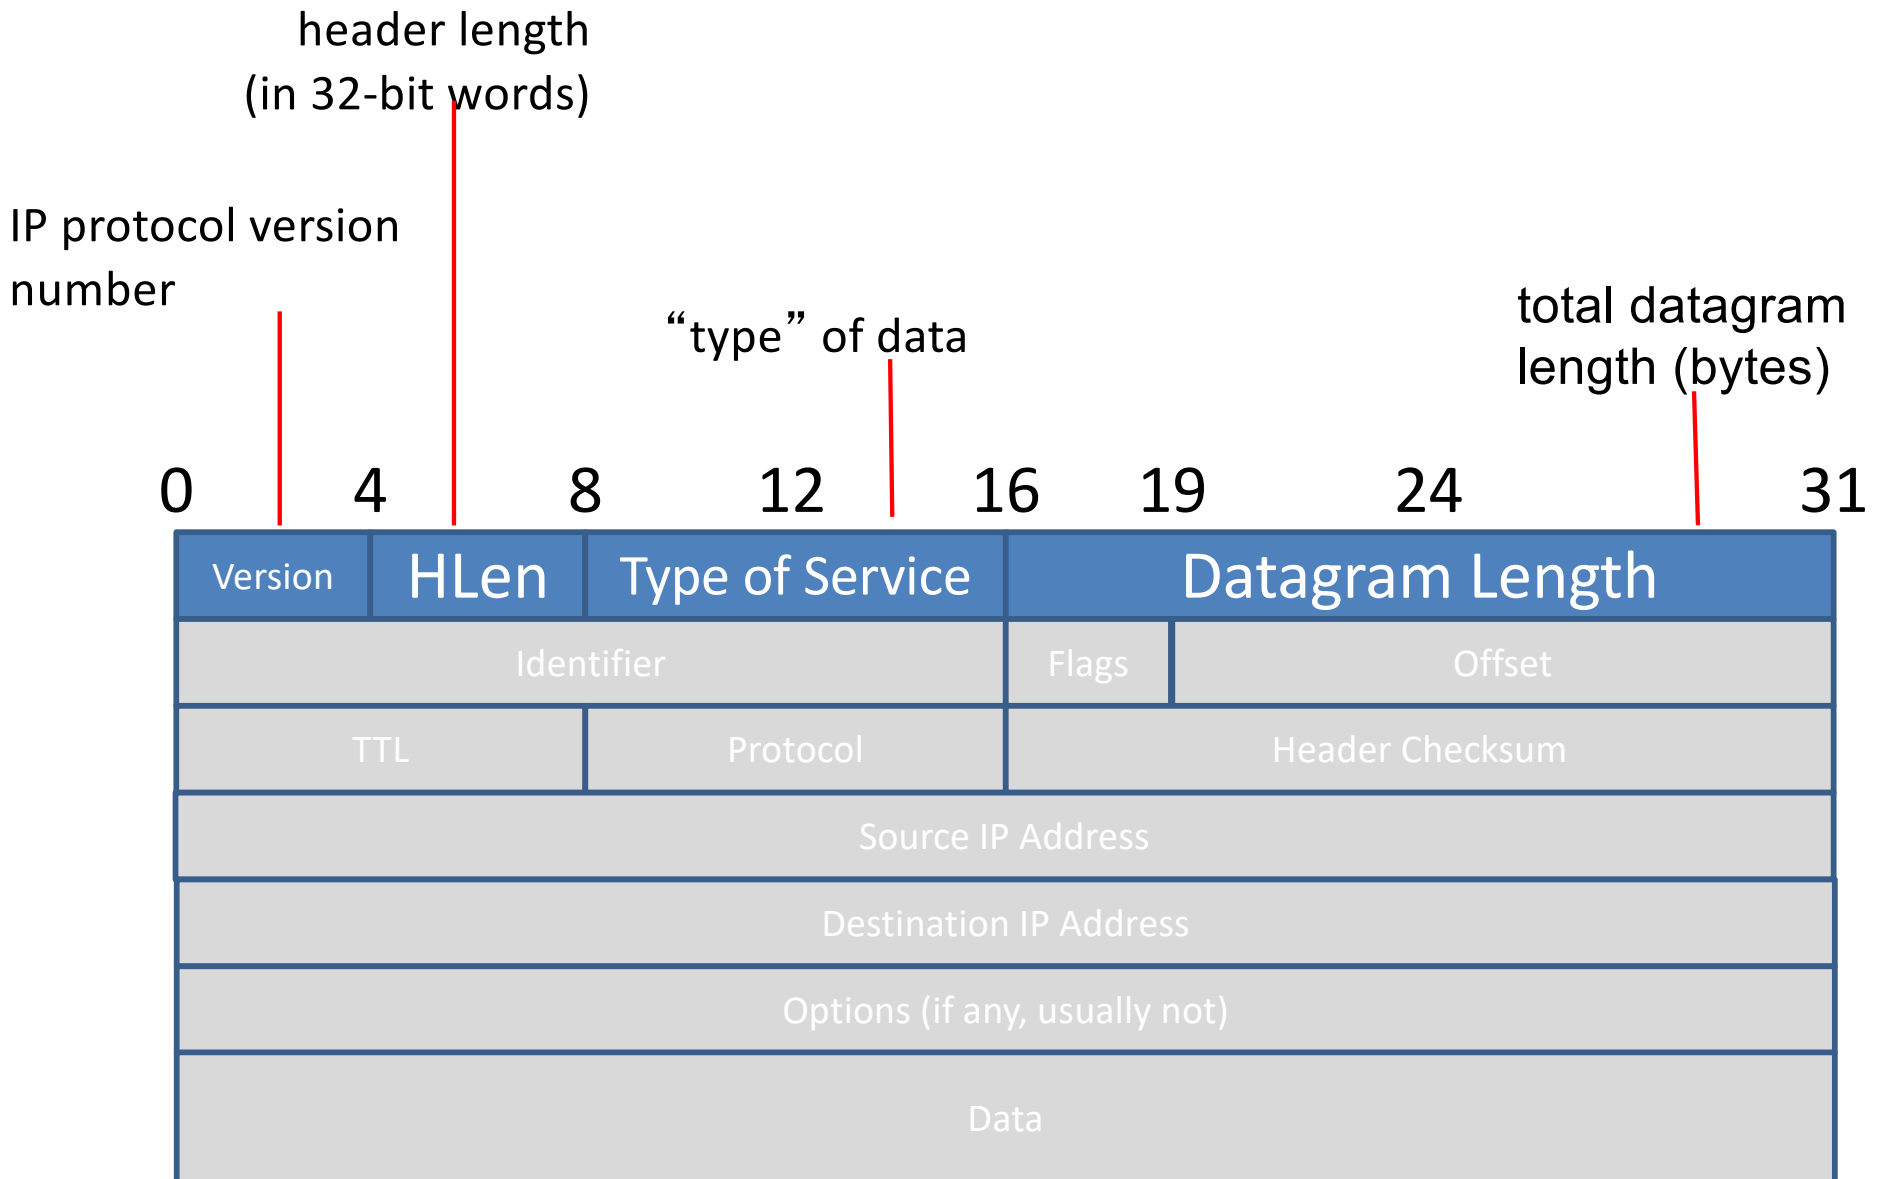 header length
(in 32-bit words)
IP protocol version
number
“type” of data
total datagram
length (bytes)
0 4 8 12 16 19 24 31
Version HLen Type of Service Datagram Length
Identifier Flags Offset
TTL Protocol Header Checksum
Source IP Address
Destination IP Address
Options (if any, usually not)
Data